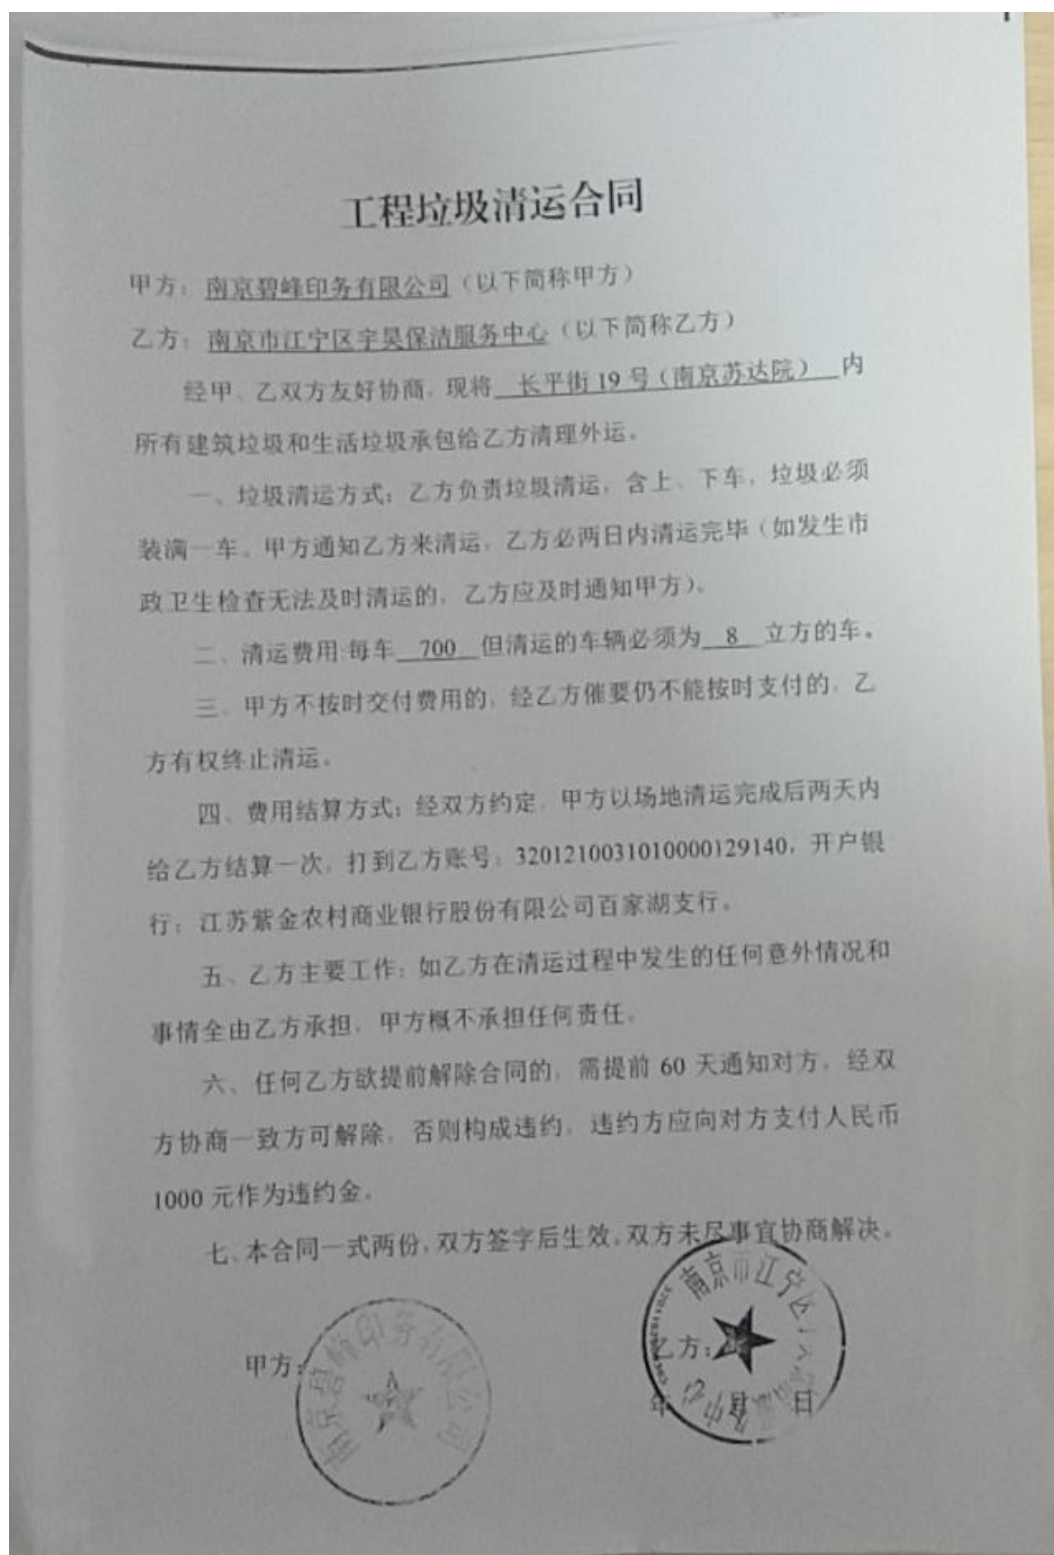 工程垃圾清运合同
甲方：南京碧峰印务有限公司（以下简称甲方）
乙方：南京市江宁区宇昊保洁服务中心（以下简称乙方）
经甲、乙双方友好协商，现将 长平街19号（南京苏达院） 内
所有建筑垃圾和生活垃圾承包给乙方清理外运。
一、垃圾清运方式：乙方负责垃圾清运，含上、下车，垃圾必须
装满一车。甲方通知乙方来清运，乙方必两日内清运完毕（如发生市
政卫生检查无法及时清运的，乙方应及时通知甲方）。
二、清运费用:每车 700 但清运的车辆必须为 8 立方的车。
三、甲方不按时交付费用的，经乙方催要仍不能按时支付的，乙
方有权终止清运。
四、费用结算方式：经双方约定，甲方以场地清运完成后两天内
给乙方结算一次，打到乙方账号：3201210031010000129140，开户银
行：江苏紫金农村商业银行股份有限公司百家湖支行。
五、乙方主要工作：如乙方在清运过程中发生的任何意外情况和
事情全由乙方承担，甲方概不承担任何责任。
六、任何乙方欲提前解除合同的，需提前 60 天通知对方，经双
方协商一致方可解除，否则构成违约，违约方应向对方支付人民币
1000 元作为违约金。
七、本合同一式两份，双方签字后生效。双方未尽事宜协商解决。
甲方：
南京碧峰印务有限公司
乙方：
南京市江宁区
年 月 日